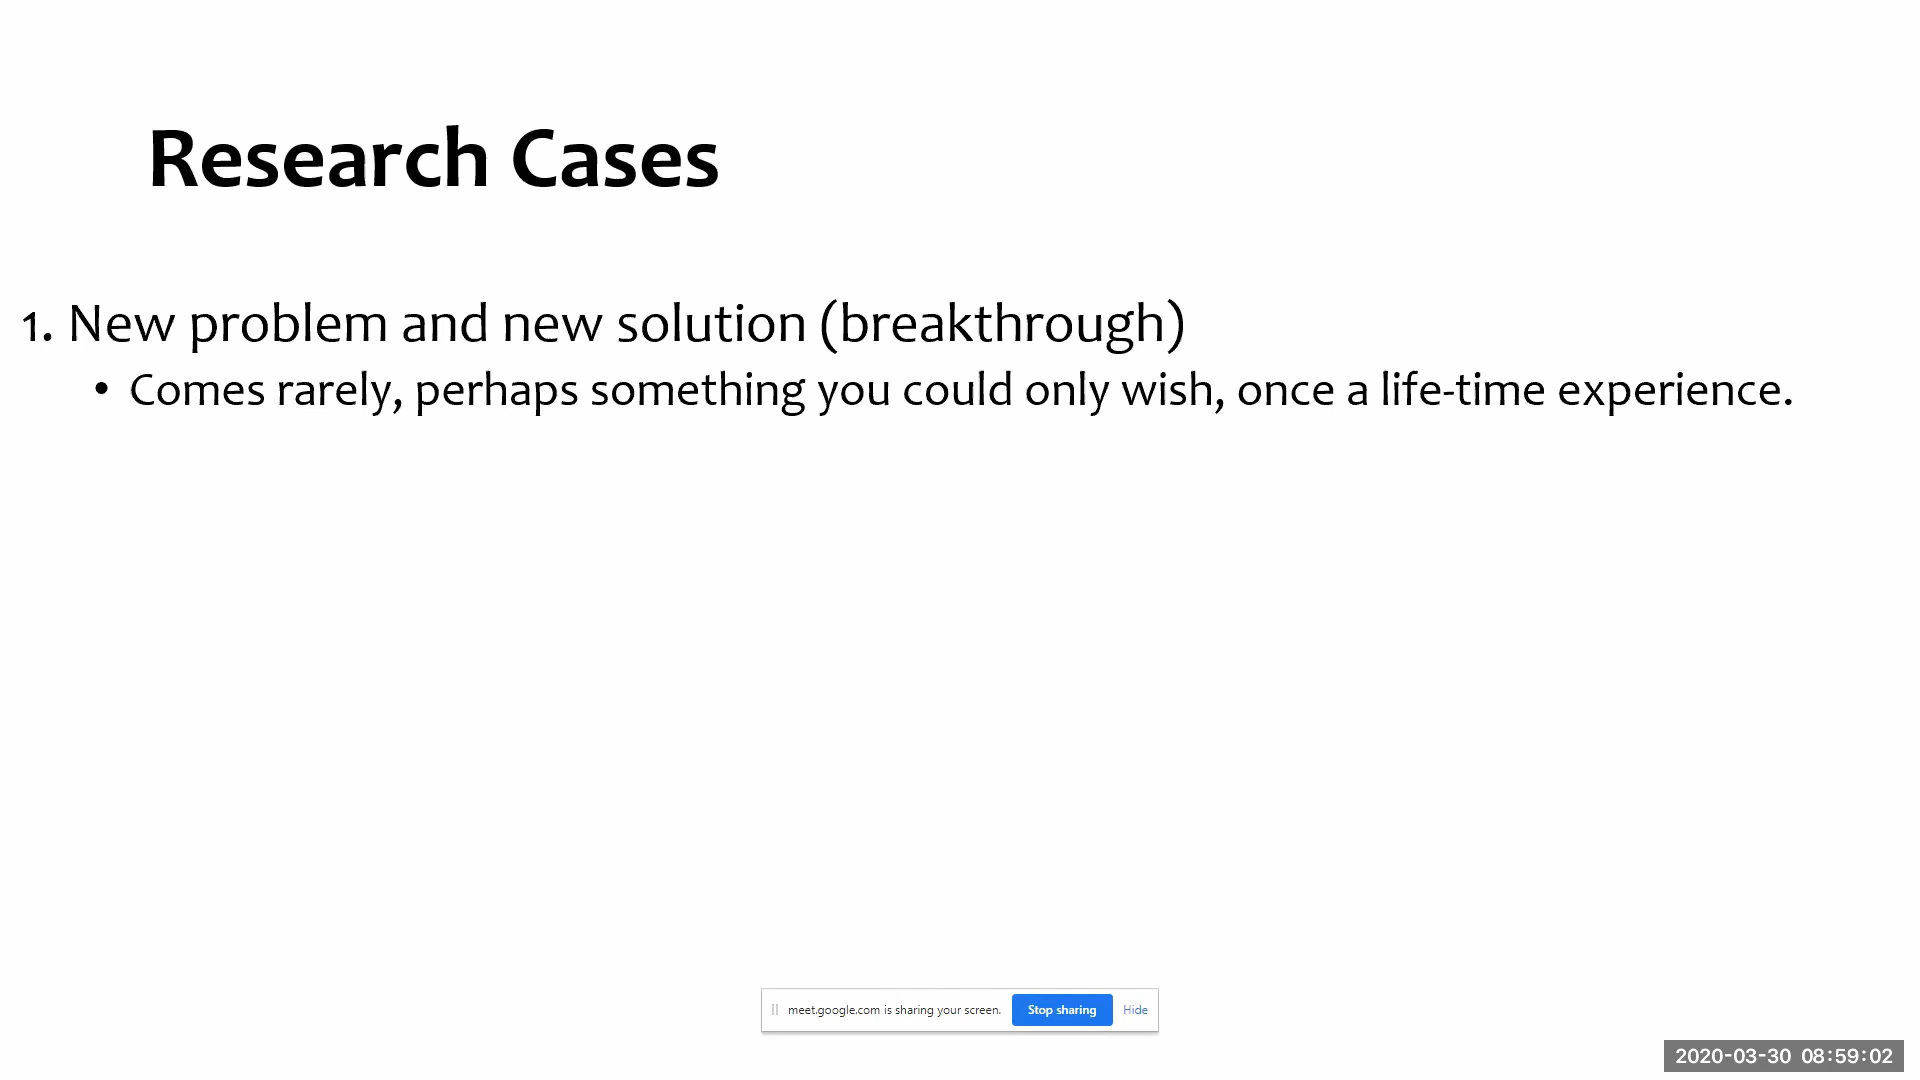 Research Cases
1. New problem and new solution (breakthrough)
• Comes rarely, perhaps something you could only wish, once a life-time experience.
meet.google.com is sharing your screen. Stop sharing Hide
2020-03-30 08:59:02